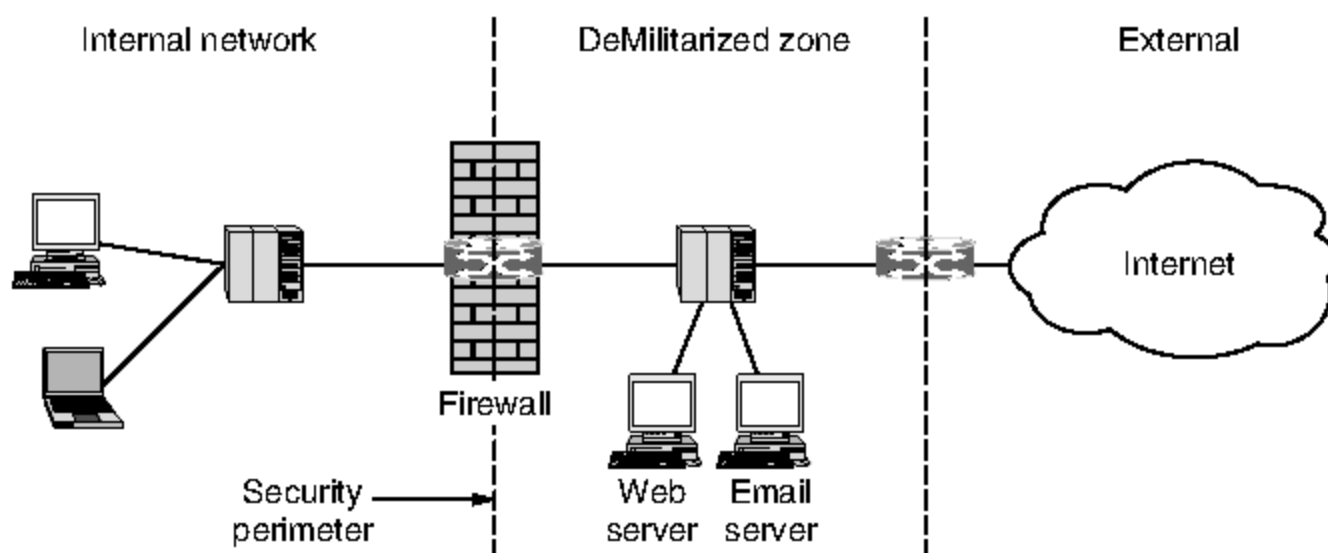 Internal network
DeMilitarized zone
External
Internet
Firewall
Security
perimeter
Web
server
Email
server